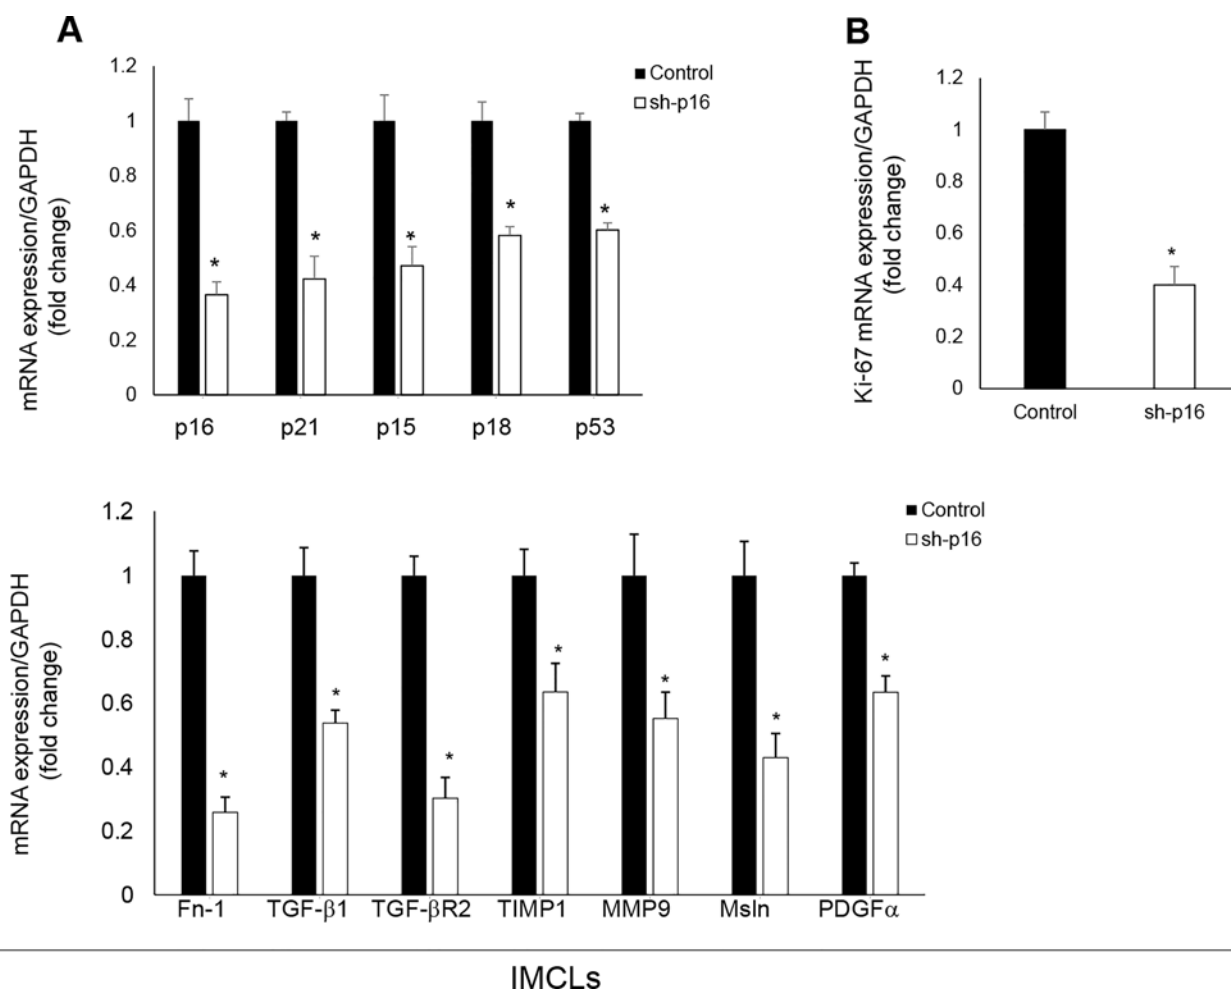 A
mRNA expression/GAPDH
(fold change)
1.2
1
0.8
0.6
0.4
0.2
0
Control
sh-p16
*
*
*
*
*
p16 p21 p15 p18 p53
B
Ki-67 mRNA expression/GAPDH
(fold change)
1.2
1
0.8
0.6
0.4
0.2
0
*
Control sh-p16
mRNA expression/GAPDH
(fold change)
1.2
1
0.8
0.6
0.4
0.2
0
Control
sh-p16
*
*
*
*
*
*
*
Fn-1 TGF-β1 TGF-βR2 TIMP1 MMP9 Msln PDGFα
IMCLs